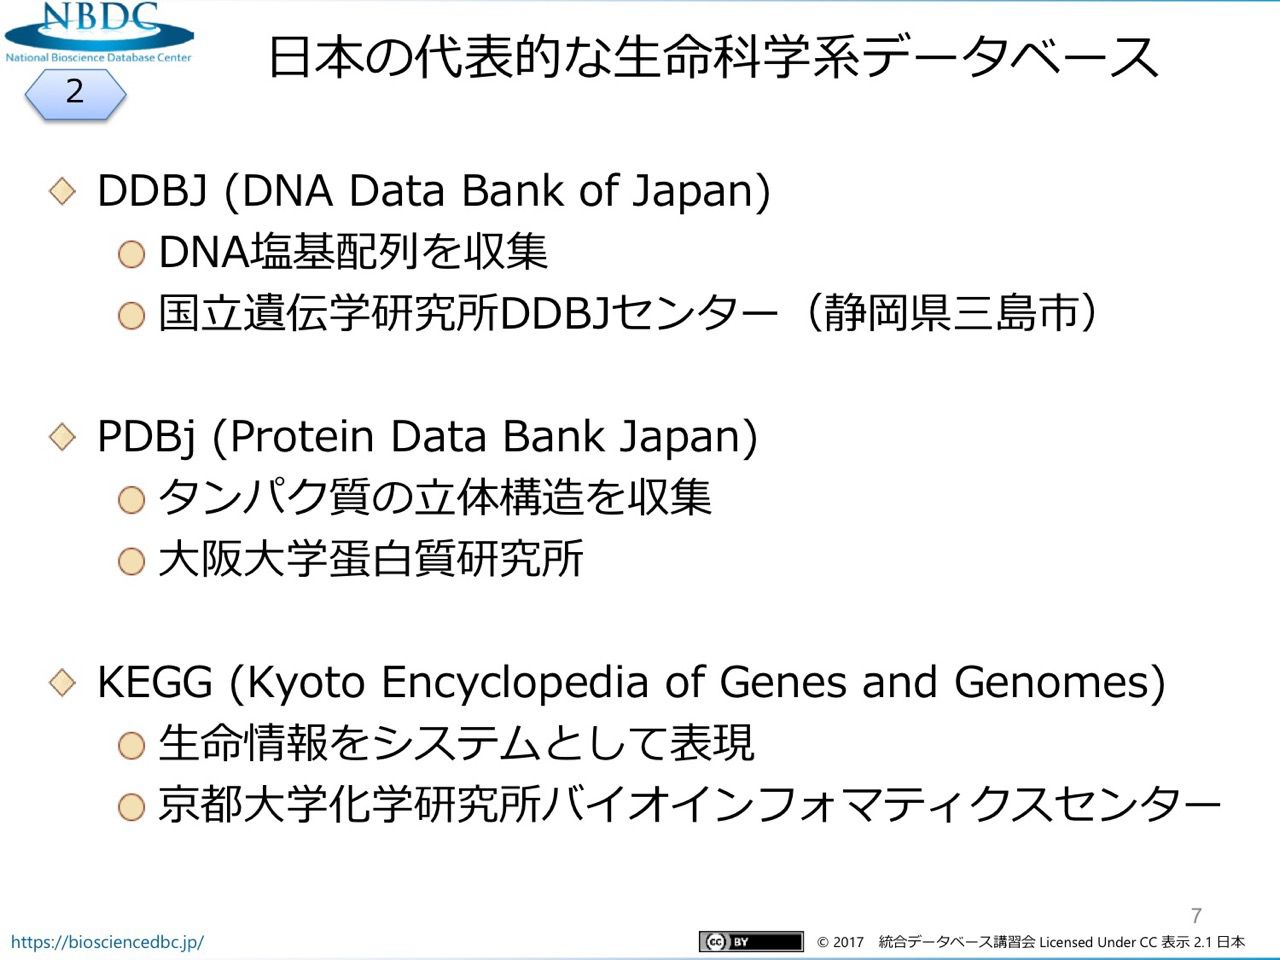 NBDC
National Bioscience Database Center
2
日本の代表的な生命科学系データベース
DDBJ (DNA Data Bank of Japan)
DNA塩基配列を収集
国立遺伝学研究所DDBJセンター（静岡県三島市）
PDBj (Protein Data Bank Japan)
タンパク質の立体構造を収集
大阪大学蛋白質研究所
KEGG (Kyoto Encyclopedia of Genes and Genomes)
生命情報をシステムとして表現
京都大学化学研究所バイオインフォマティクスセンター
7
https://biosciencedbc.jp/
cc BY
© 2017 統合データベース講習会 Licensed Under CC 表示 2.1 日本